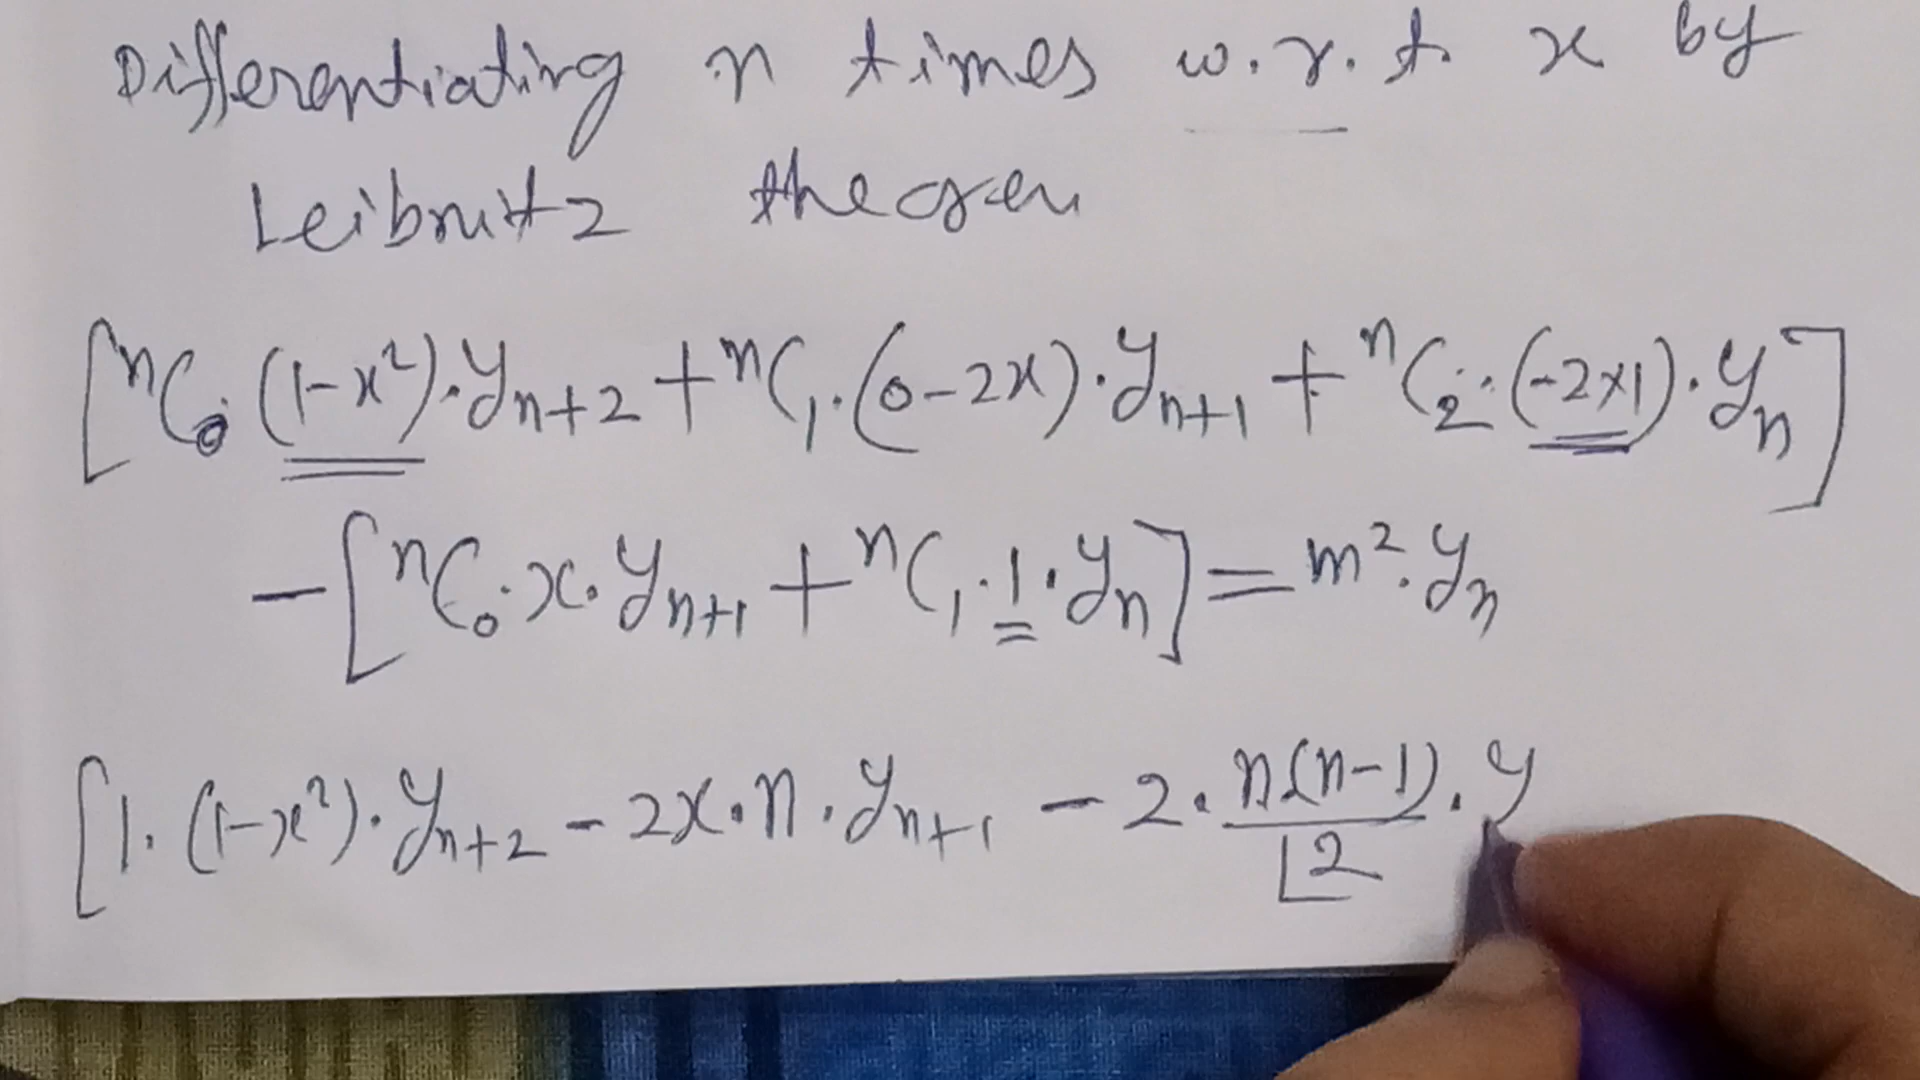 Differentiating n times w.r.t. x by
Leibnitz theorem
[ⁿC₀.(1-x²).yₙ₊₂ + ⁿC₁.(0-2x).yₙ₊₁ + ⁿC₂.(-2×1).yₙ]
-[ⁿC₀.x.yₙ₊₁ + ⁿC₁.1.yₙ] = m².yₙ
[1.(1-x²).yₙ₊₂ - 2x.n.yₙ₊₁ - 2.n.(n-1)/⌊2 .y